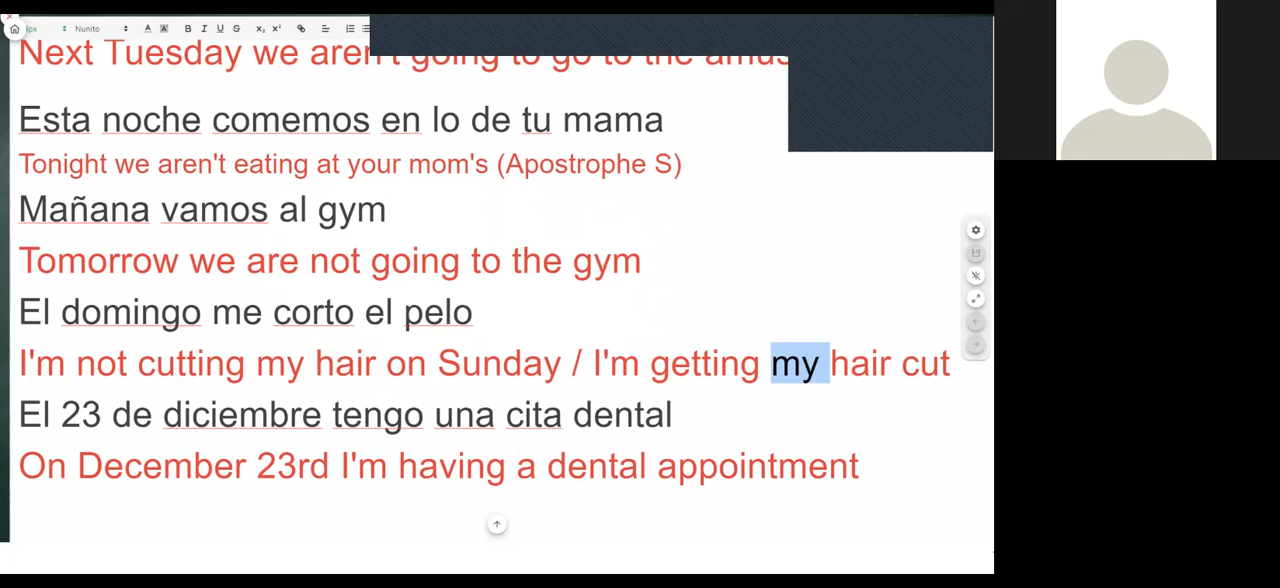 Nunito
Next Tuesday we aren't going to go to the amus
Esta noche comemos en lo de tu mama
Tonight we aren't eating at your mom's (Apostrophe S)
Mañana vamos al gym
Tomorrow we are not going to the gym
El domingo me corto el pelo
I'm not cutting my hair on Sunday / I'm getting my hair cut
El 23 de diciembre tengo una cita dental
On December 23rd I'm having a dental appointment